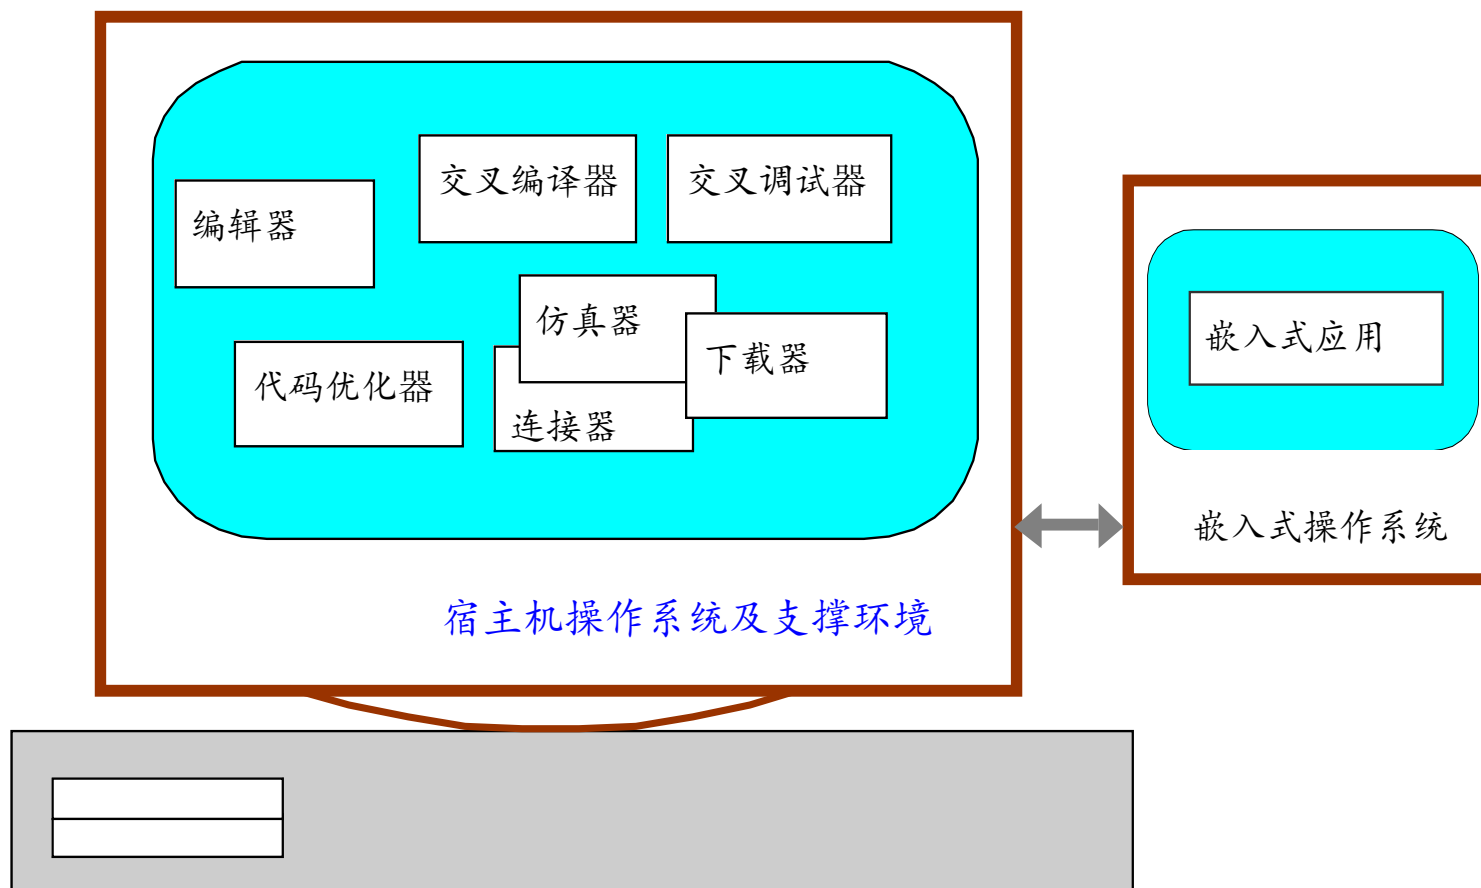 交叉编译器
交叉调试器
编辑器
仿真器
下载器
代码优化器
连接器
宿主机操作系统及支撑环境
嵌入式应用
嵌入式操作系统